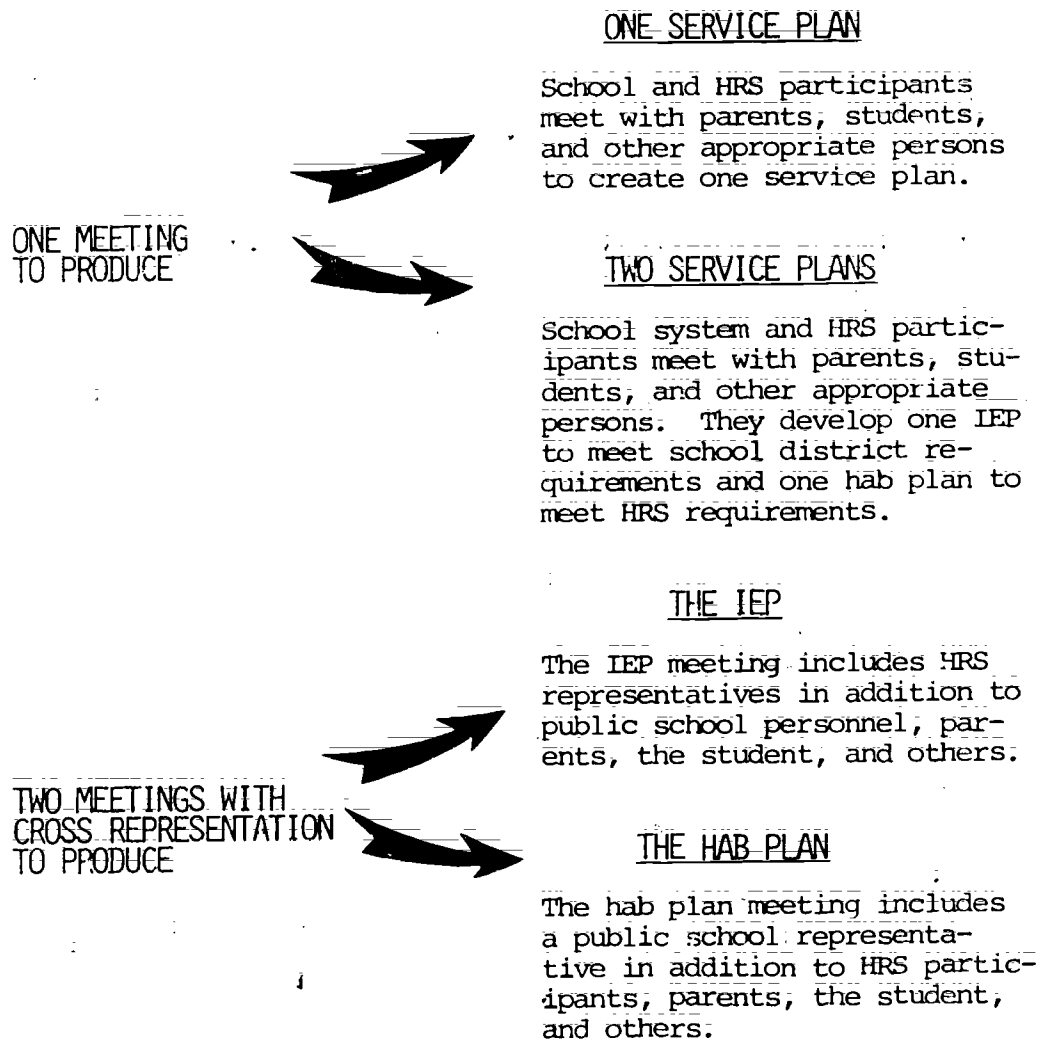 ONE SERVICE PLAN
School and HRS participants
meet with parents, students,
and other appropriate persons
to create one service plan.
ONE MEETING
TO PRODUCE
TWO SERVICE PLANS
School system and HRS partic-
ipants meet with parents, stu-
dents, and other appropriate
persons. They develop one IEP
to meet school district re-
quirements and one hab plan to
meet HRS requirements.
THE IEP
The IEP meeting includes HRS
representatives in addition to
public school personnel, par-
ents, the student, and others.
TWO MEETINGS WITH
CROSS REPRESENTATION
TO PRODUCE
THE HAB PLAN
The hab plan meeting includes
a public school representa-
tive in addition to HRS partic-
ipants, parents, the student,
and others.